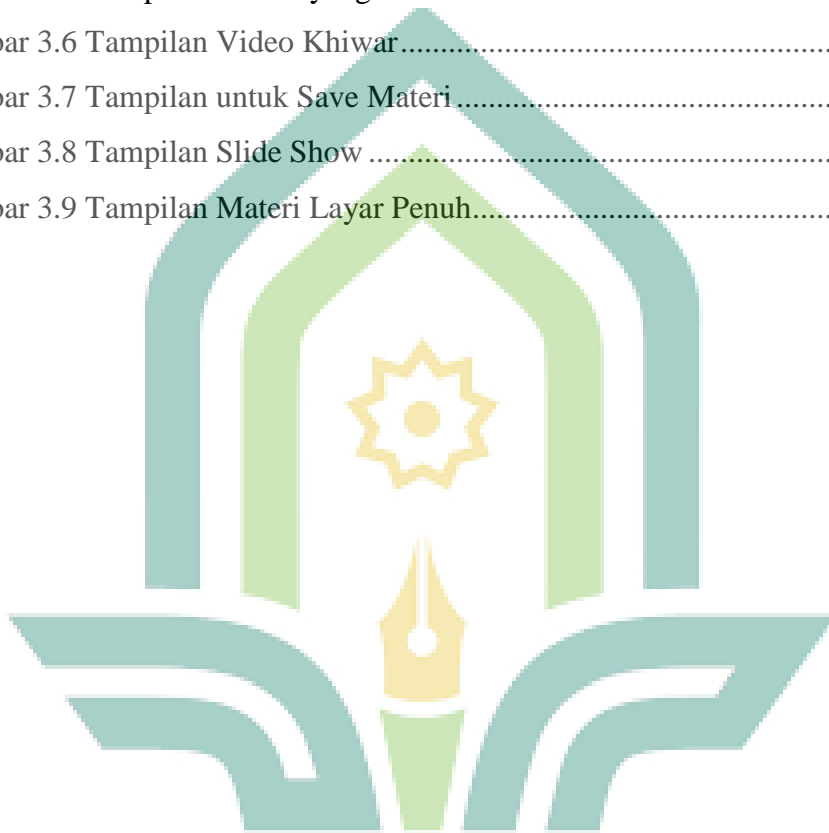 bar 3.6 Tampilan Video Khiwar
bar 3.7 Tampilan untuk Save Materi
bar 3.8 Tampilan Slide Show
bar 3.9 Tampilan Materi Layar Penuh